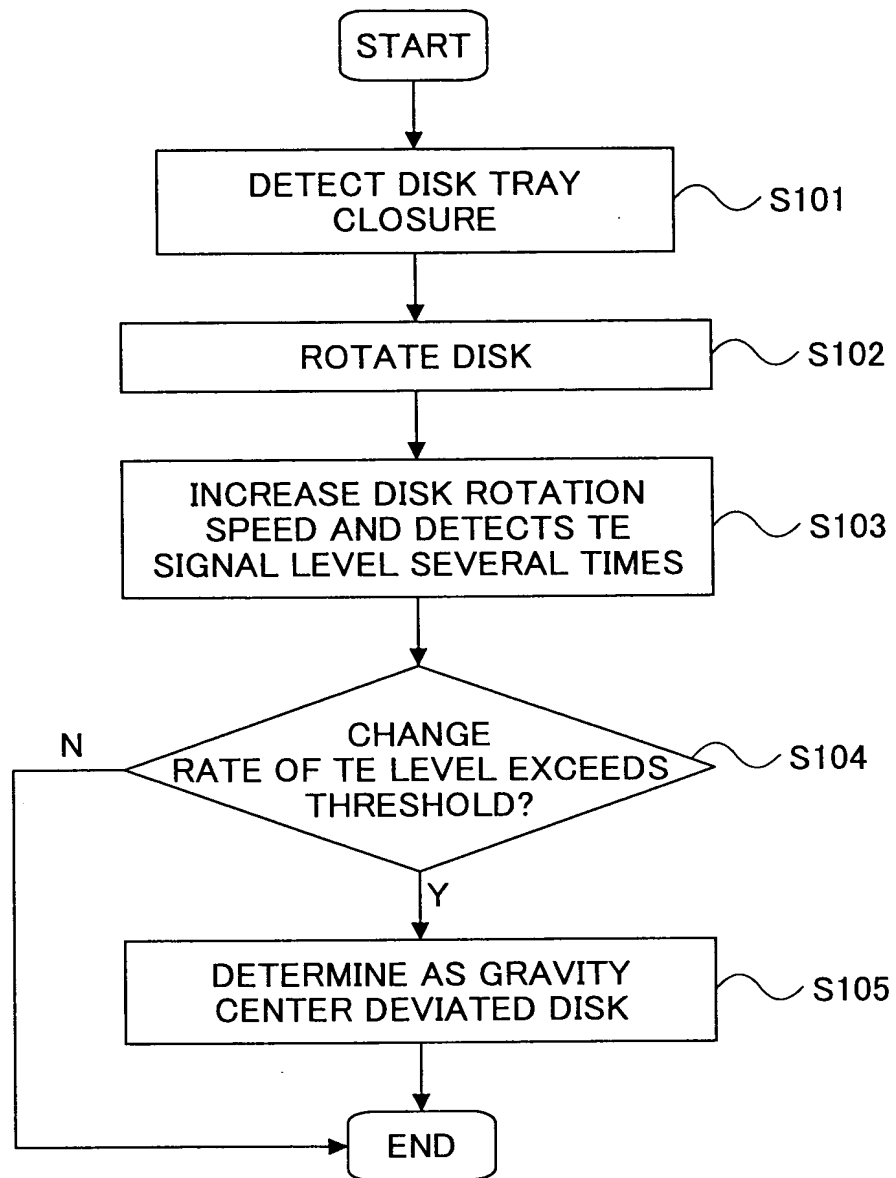 START
DETECT DISK TRAY
CLOSURE
S101
ROTATE DISK
S102
INCREASE DISK ROTATION
SPEED AND DETECTS TE
SIGNAL LEVEL SEVERAL TIMES
S103
CHANGE
RATE OF TE LEVEL EXCEEDS
THRESHOLD?
S104
N
Y
DETERMINE AS GRAVITY
CENTER DEVIATED DISK
S105
END